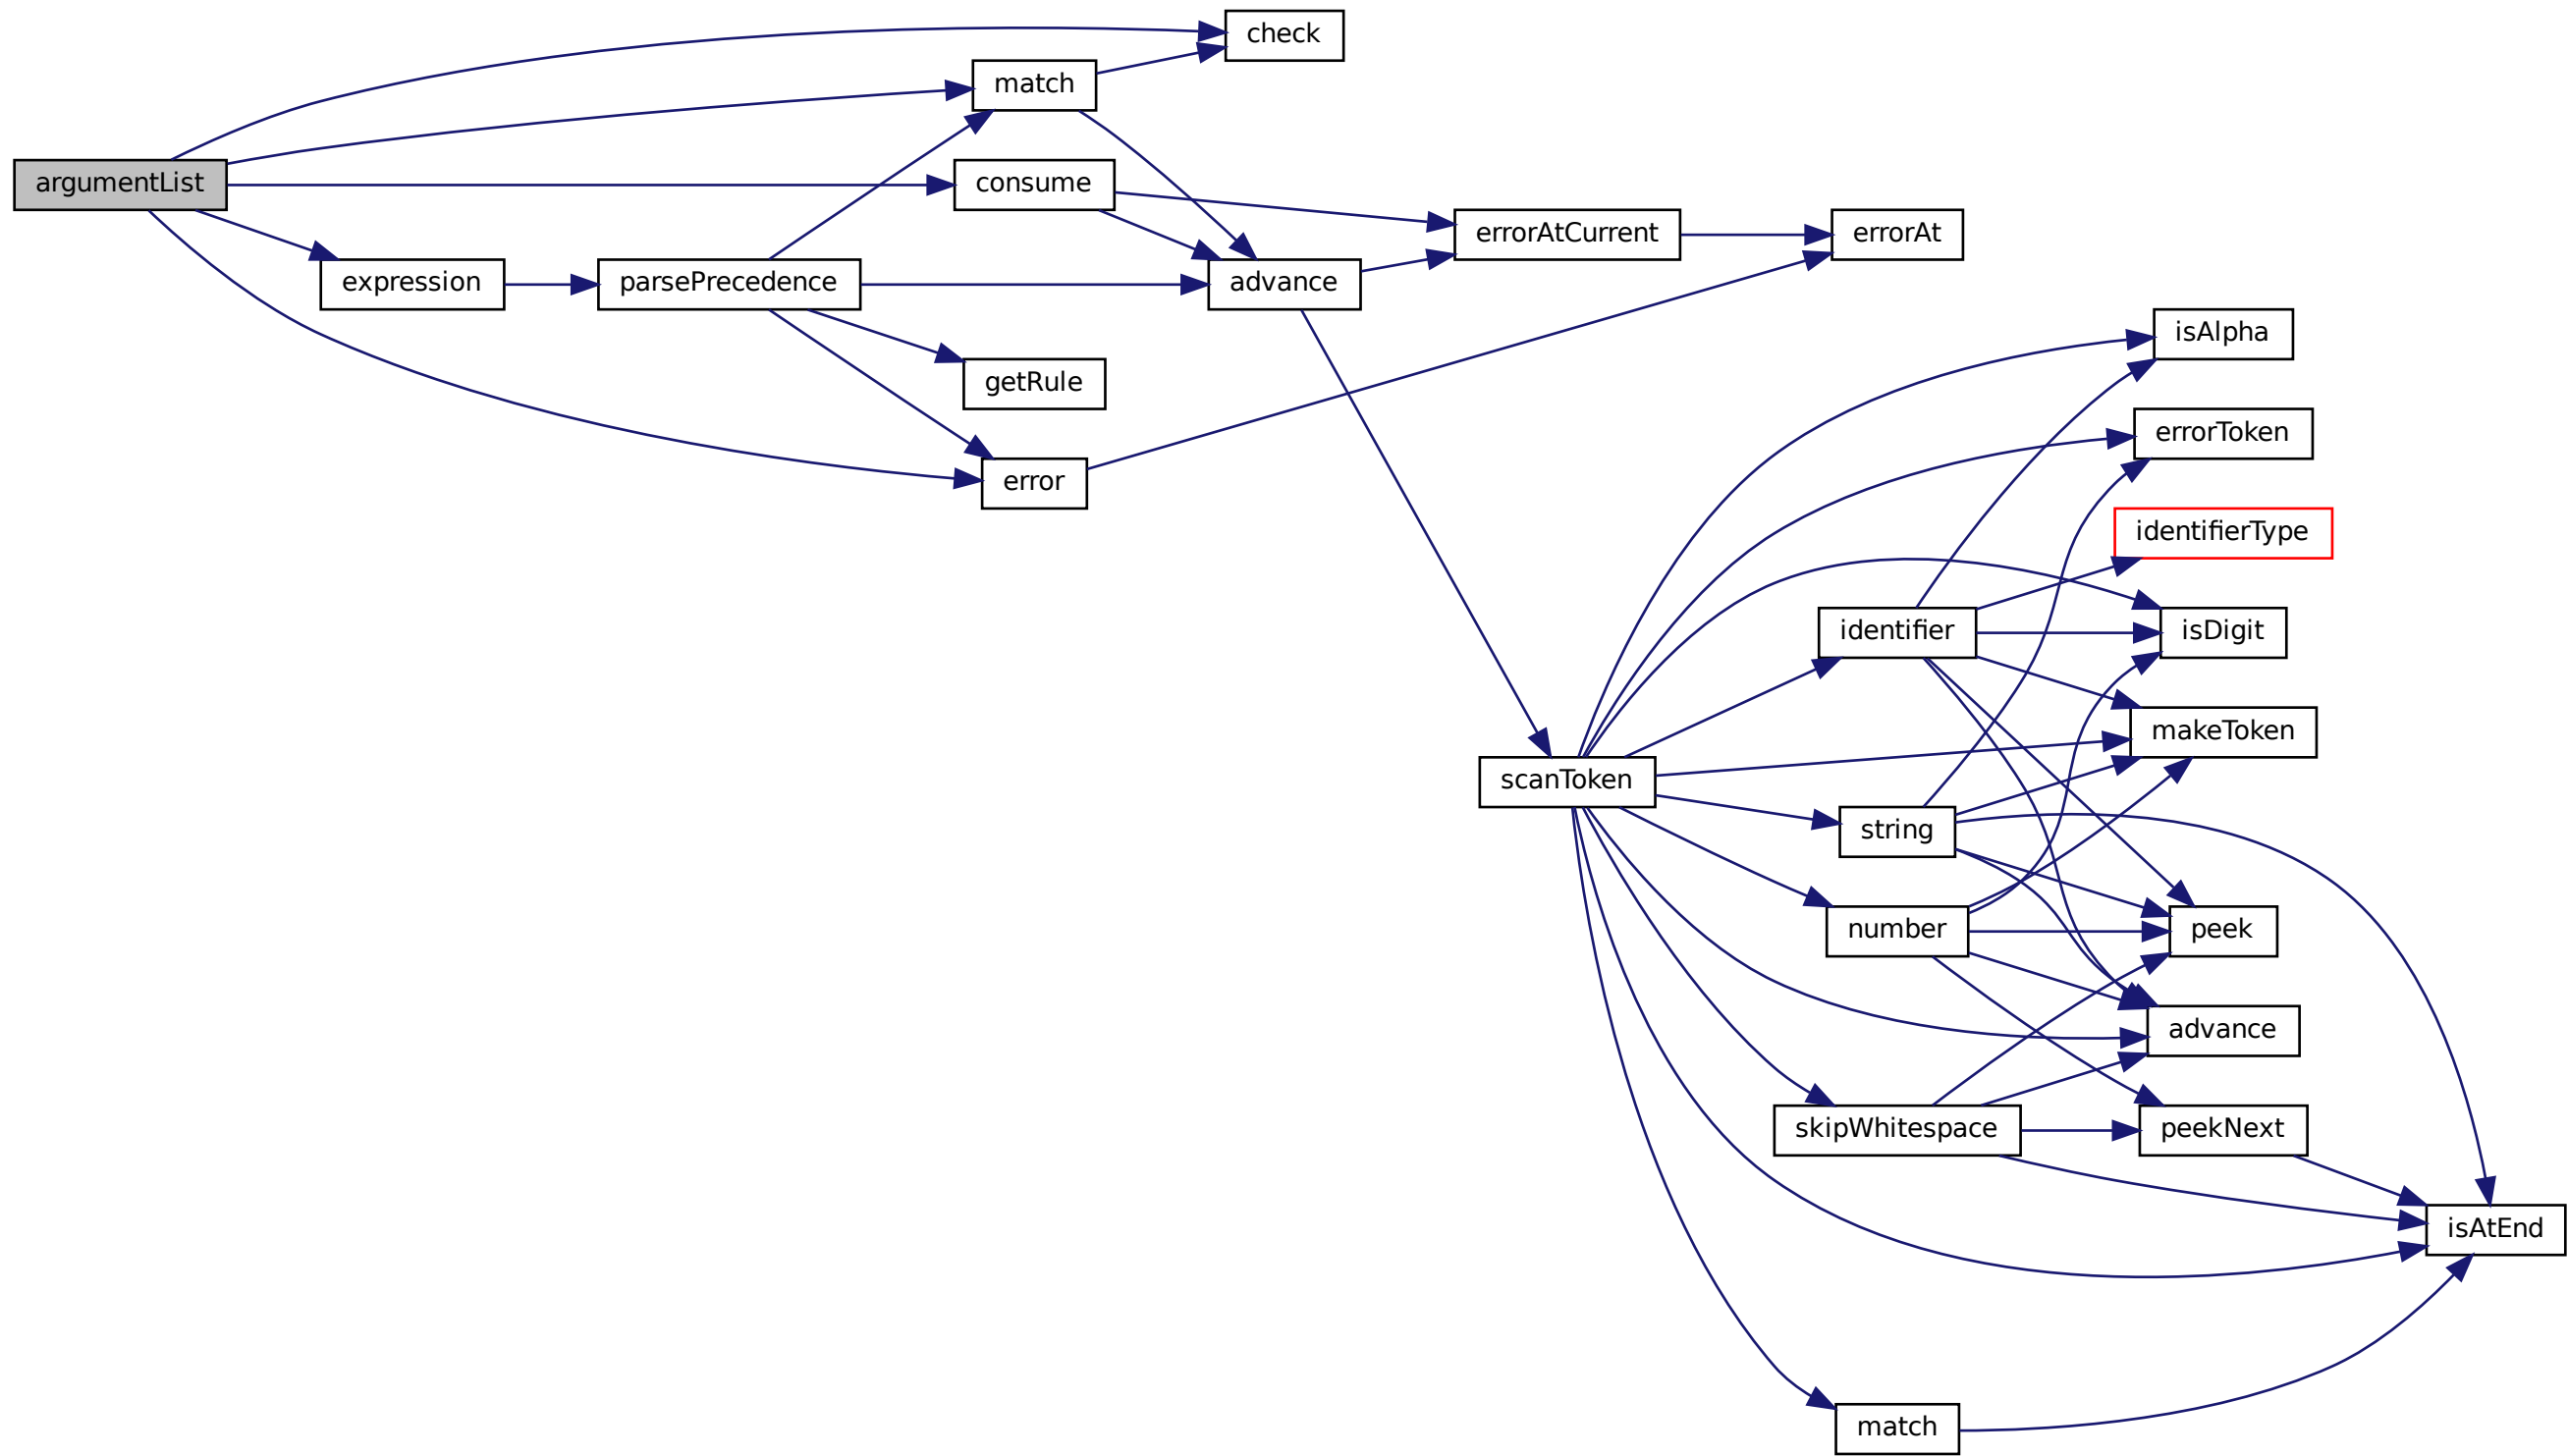 check
match
argumentList
consume
errorAtCurrent
errorAt
expression
parsePrecedence
advance
isAlpha
getRule
errorToken
error
identifierType
identifier
isDigit
makeToken
scanToken
string
number
peek
advance
skipWhitespace
peekNext
isAtEnd
match